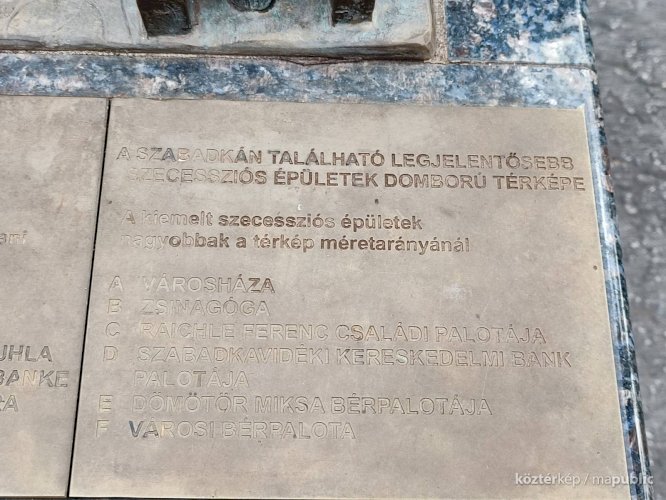 A SZABADKÁN TALÁLHATÓ LEGJELENTŐSEBB
SZECESSZIÓS ÉPÜLETEK DOMBORÚ TÉRKÉPE
A kiemelt szecessziós épületek
nagyobbak a térkép méretarányánál
A VÁROSHÁZA
B ZSINAGÓGA
C RAICHLE FERENC CSALÁDI PALOTÁJA
D SZABADKAVIDÉKI KERESKEDELMI BANK
PALOTÁJA
E DÖMÖTÖR MIKSA BÉRPALOTÁJA
F VÁROSI BÉRPALOTA
köztérkép / mapublic